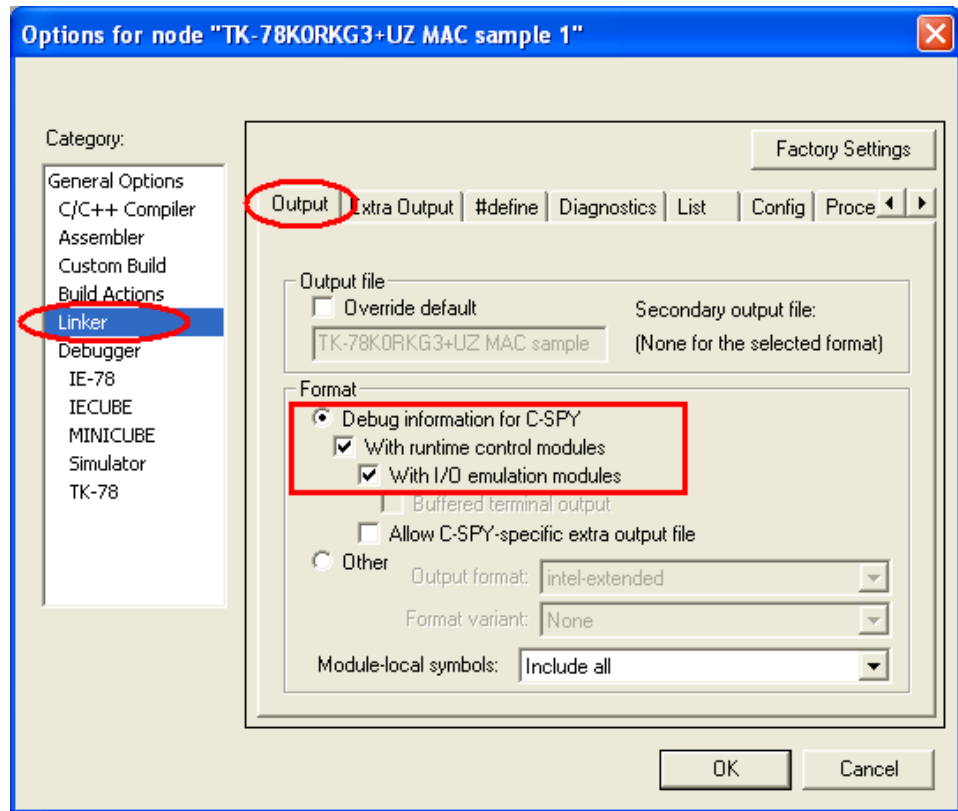 Options for node "TK-78K0RKG3+UZ MAC sample 1"
Category:
General Options
C/C++ Compiler
Assembler
Custom Build
Build Actions
Linker
Debugger
IE-78
IECUBE
MINICUBE
Simulator
TK-78
Factory Settings
Output Extra Output #define Diagnostics List Config Proce
Output file
Override default
TK-78K0RKG3+UZ MAC sample
Secondary output file:
(None for the selected format)
Format
Debug information for C-SPY
With runtime control modules
With I/O emulation modules
Buffered terminal output
Allow C-SPY-specific extra output file
Other
Output format: intel-extended
Format variant: None
Module-local symbols: Include all
OK Cancel